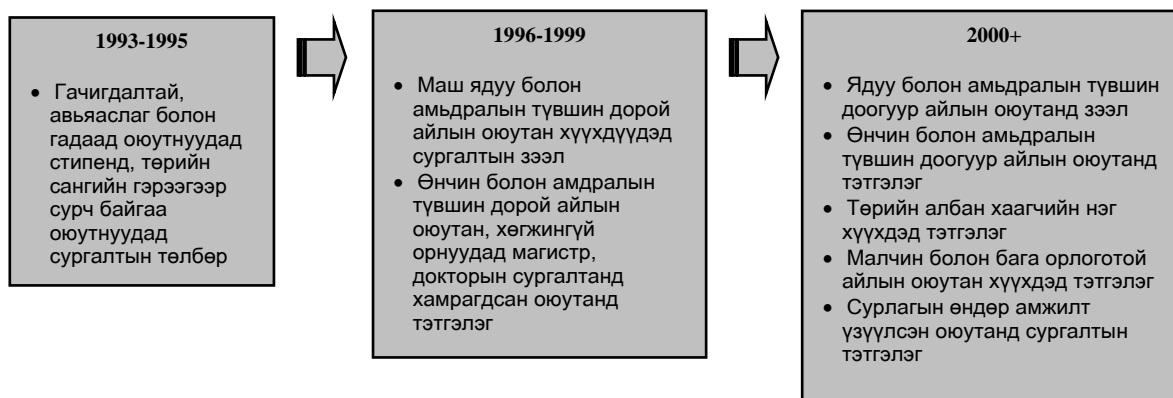 1993-1995
• Гачигдалтай,
авьяаслаг болон
гадаад оюутнуудад
стипенд, төрийн
сангийн гэрээгээр
сурч байгаа
оюутнуудад
сургалтын төлбөр
1996-1999
• Маш ядуу болон
амьдралын түвшин дорой
айлын оюутан хүүхдүүдэд
сургалтын зээл
• Өнчин болон амдралын
түвшин дорой айлын
оюутан, хөгжингүй
орнуудад магистр,
докторын сургалтанд
хамрагдсан оюутанд
тэтгэлэг
2000+
• Ядуу болон амьдралын түвшин
доогуур айлын оюутанд зээл
• Өнчин болон амьдралын
түвшин доогуур айлын оюутанд
тэтгэлэг
• Төрийн албан хаагчийн нэг
хүүхдэд тэтгэлэг
• Малчин болон бага орлоготой
айлын оюутан хүүхдэд тэтгэлэг
• Сурлагын өндөр амжилт
үзүүлсэн оюутанд сургалтын
тэтгэлэг